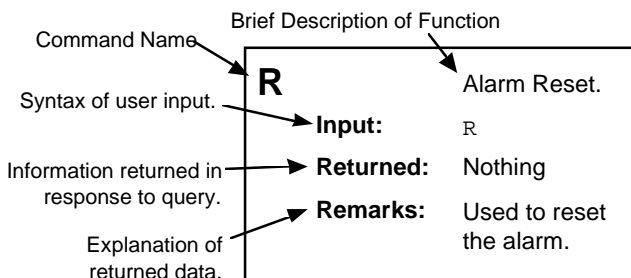 Brief Description of Function
Command Name
R
Alarm Reset.
Syntax of user input.
Input:
R
Information returned in
response to query.
Returned:
Nothing
Remarks:
Used to reset
the alarm.
Explanation of
returned data.